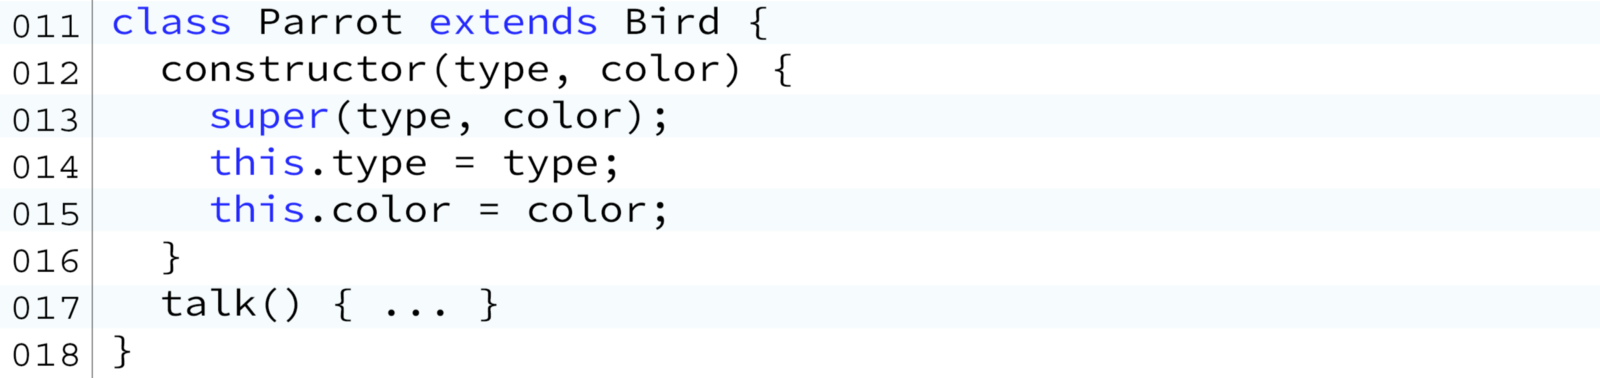 011 class Parrot extends Bird {
012   constructor(type, color) {
013     super(type, color);
014     this.type = type;
015     this.color = color;
016   }
017   talk() { ... }
018 }